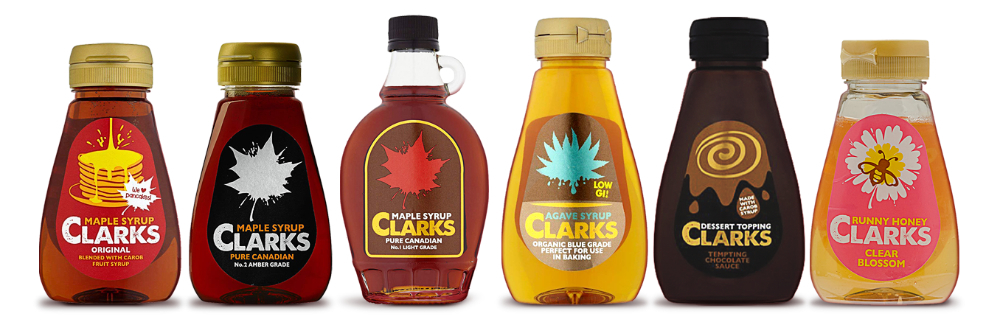 We ♥
pancakes!
MAPLE SYRUP
CLARKS
ORIGINAL
BLENDED WITH CAROB
FRUIT SYRUP
MAPLE SYRUP
CLARKS
PURE CANADIAN
No.2 AMBER GRADE
MAPLE SYRUP
CLARKS
PURE CANADIAN
No.1 LIGHT GRADE
LOW
GI!
AGAVE SYRUP
CLARKS
ORGANIC BLUE GRADE
PERFECT FOR USE
IN BAKING
MADE
WITH
CAROB
SYRUP
DESSERT TOPPING
CLARKS
TEMPTING
CHOCOLATE
SAUCE
RUNNY HONEY
CLARKS
CLEAR
BLOSSOM